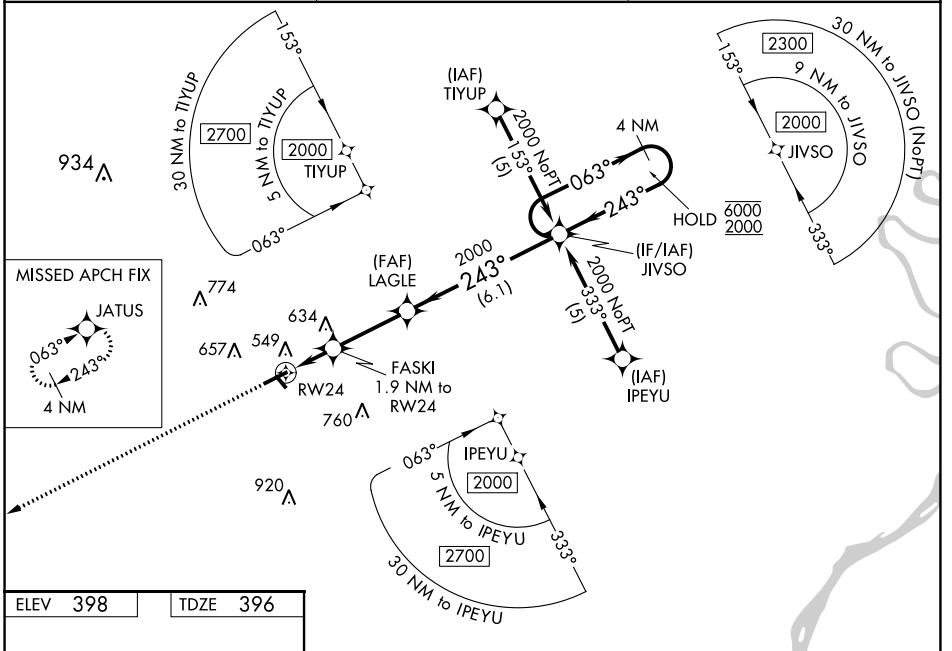 153°
30 NM to TIYUP
2700
5 NM to TIYUP
2000
TIYUP
063°
934
(IAF)
TIYUP
2000 NoPT
153°
(5)
4 NM
063°
243°
HOLD
6000
2000
(IF/IAF)
JIVSO
30 NM to JIVSO (NoPT)
2300
153°
9 NM to JIVSO
2000
JIVSO
333°
2000
243°
(6.1)
(FAF)
LAGLE
2000 NoPT
333°
(5)
(IAF)
IPEYU
MISSED APCH FIX
JATUS
063°
243°
4 NM
774
634
657
549
RW24
FASKI
1.9 NM to
RW24
760
920
063°
IPEYU
2000
5 NM to IPEYU
333°
2700
30 NM to IPEYU
ELEV 398
TDZE 396